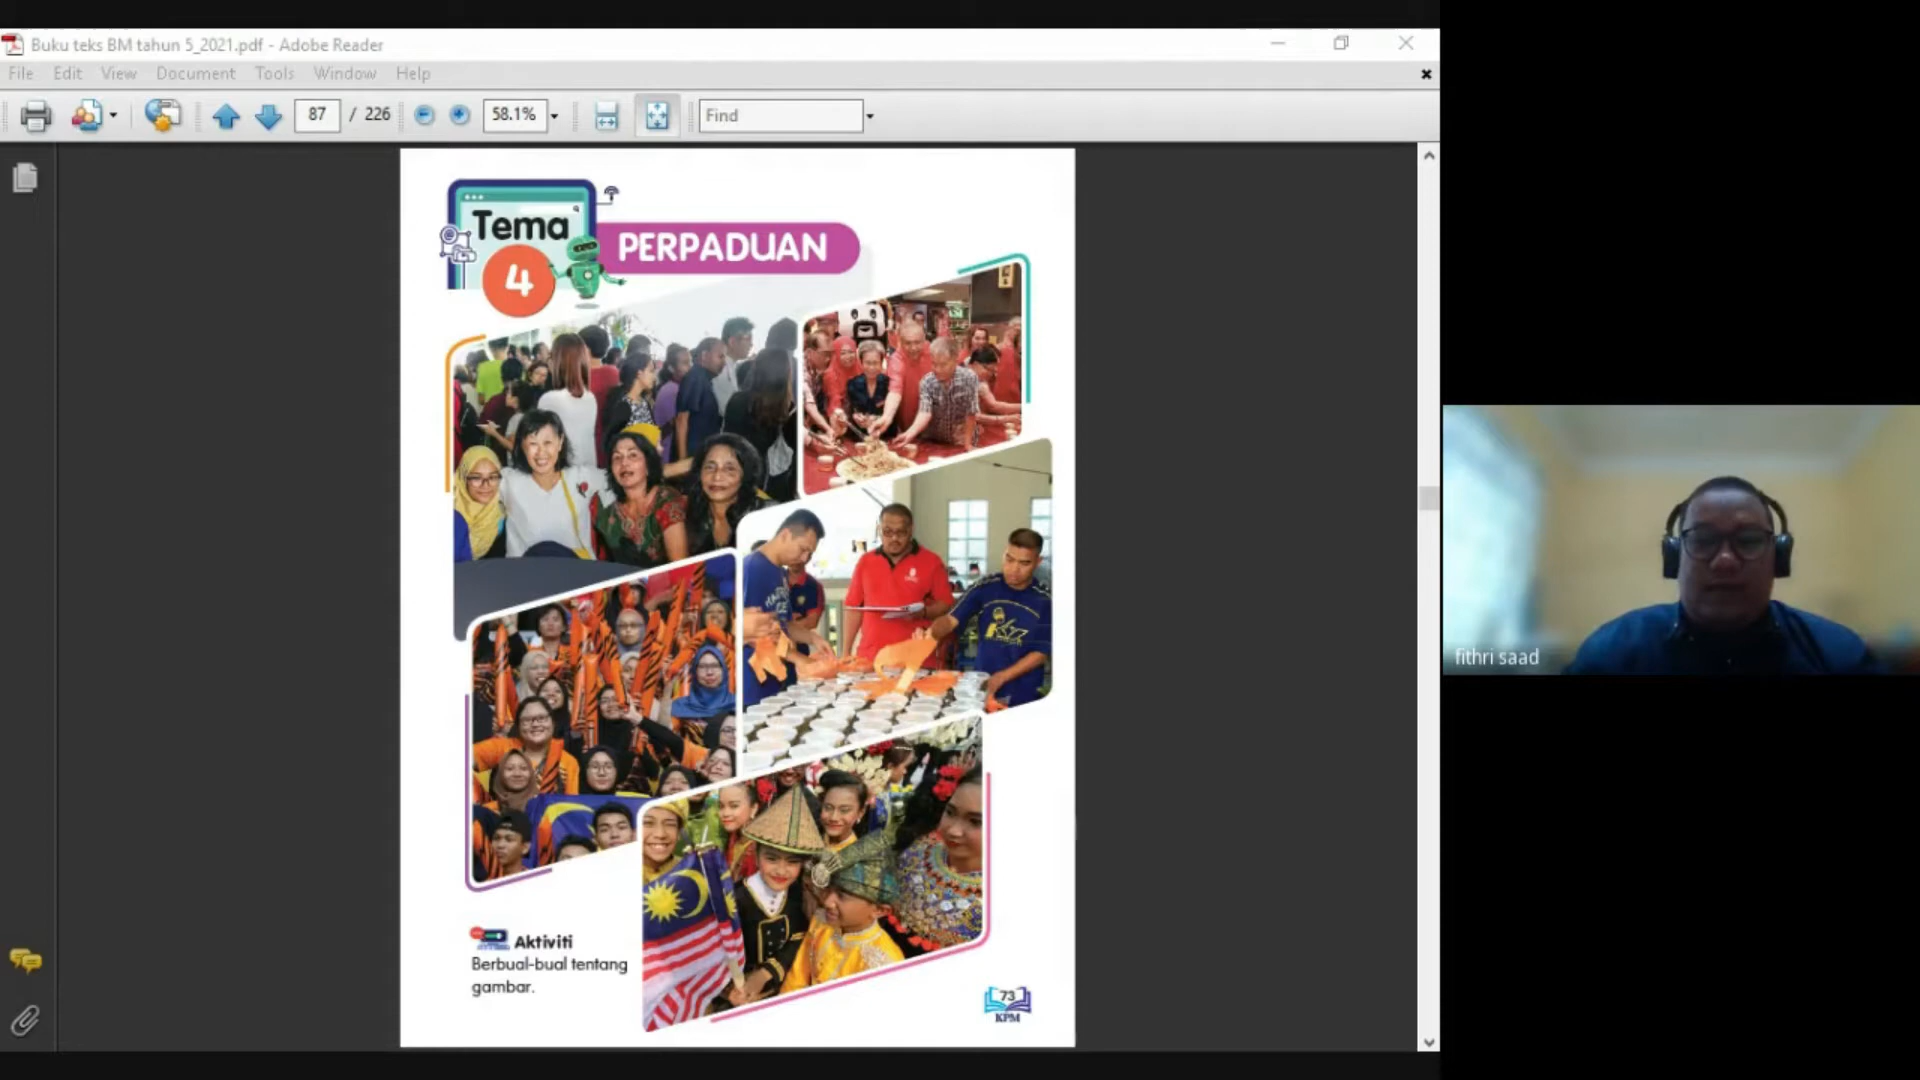 Buku teks BM tahun 5_2021.pdf - Adobe Reader
File Edit View Document Tools Window Help
87 / 226 58.1% Find
Tema
4
PERPADUAN
Aktiviti
Berbual-bual tentang
gambar.
73
KPM
fithri saad